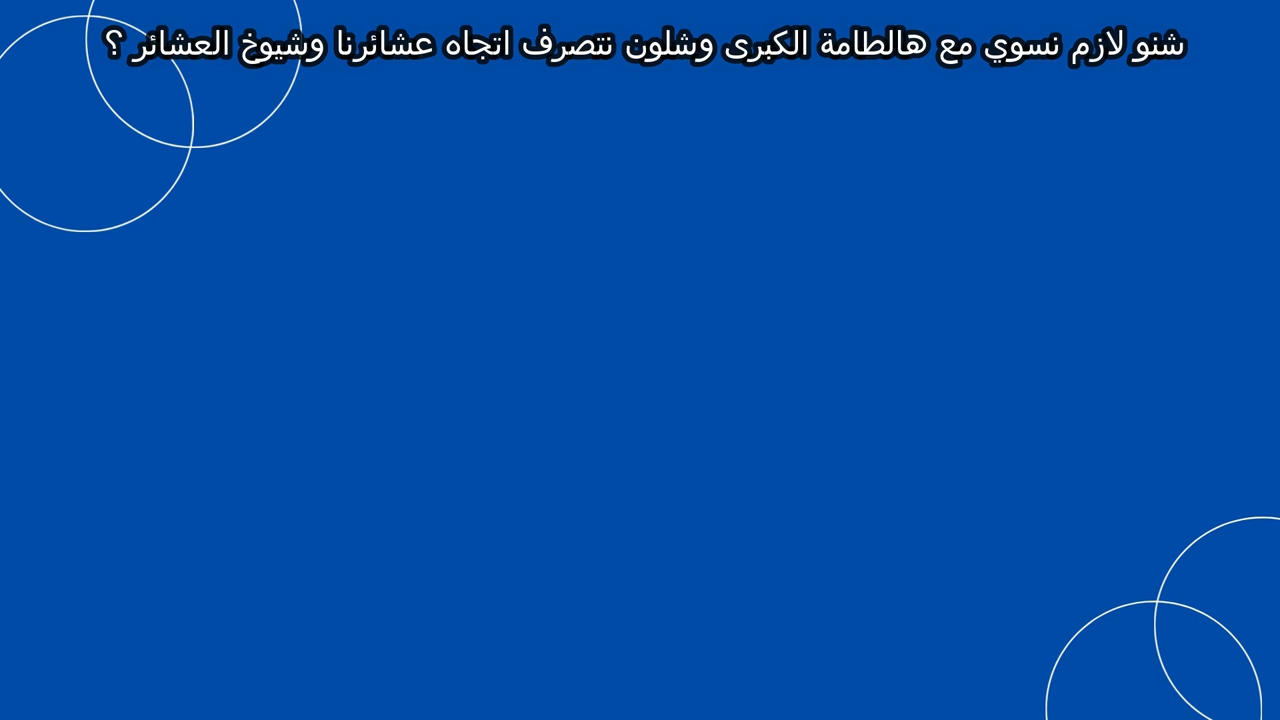 شنو لازم نسوي مع هالطامة الكبرى وشلون نتصرف اتجاه عشائرنا وشيوخ العشائر ؟